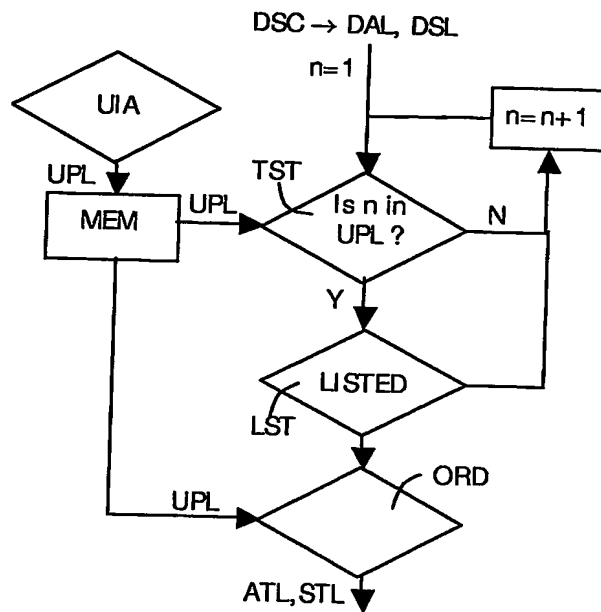 DSC → DAL, DSL
n=1
UIA
n=n+1
UPL
TST
MEM
UPL
Is n in
UPL ?
N
Y
LISTED
LST
ORD
UPL
ATL, STL